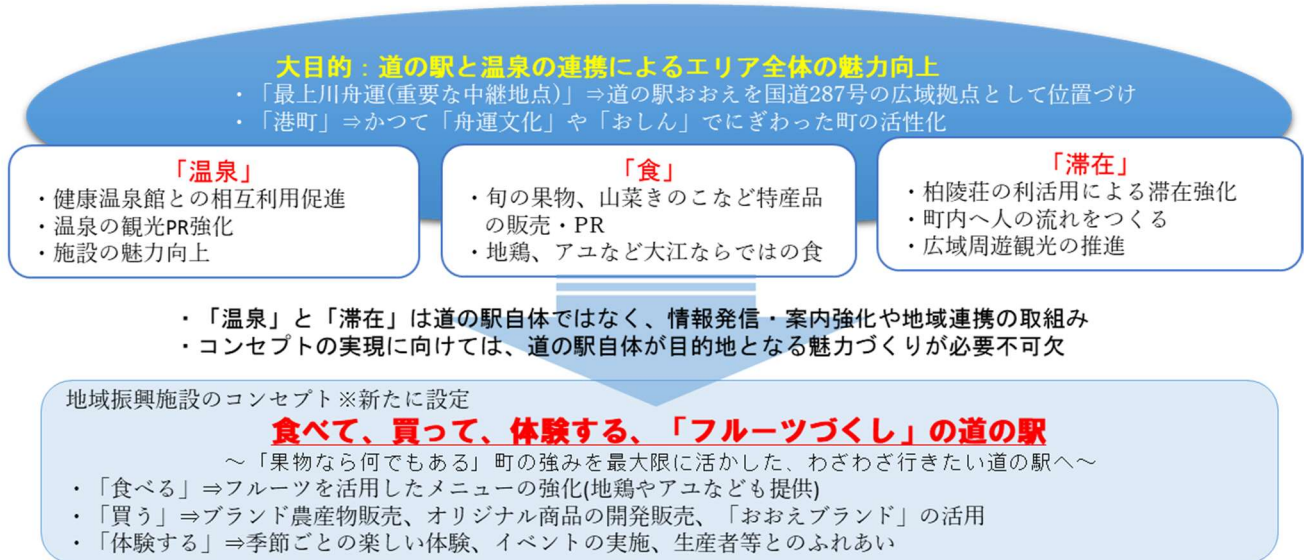 大目的：道の駅と温泉の連携によるエリア全体の魅力向上
・「最上川舟運(重要な中継地点)」⇒道の駅おおえを国道287号の広域拠点として位置づけ
・「港町」⇒かつて「舟運文化」や「おしん」でにぎわった町の活性化
「温泉」
・健康温泉館との相互利用促進
・温泉の観光PR強化
・施設の魅力向上
「食」
・旬の果物、山菜きのこなど特産品
の販売・PR
・地鶏、アユなど大江ならではの食
「滞在」
・柏陵荘の利活用による滞在強化
・町内へ人の流れをつくる
・広域周遊観光の推進
・「温泉」と「滞在」は道の駅自体ではなく、情報発信・案内強化や地域連携の取組み
・コンセプトの実現に向けては、道の駅自体が目的地となる魅力づくりが必要不可欠
地域振興施設のコンセプト※新たに設定
食べて、買って、体験する、「フルーツづくし」の道の駅
～「果物なら何でもある」町の強みを最大限に活かした、わざわざ行きたい道の駅へ～
・「食べる」⇒フルーツを活用したメニューの強化(地鶏やアユなども提供)
・「買う」⇒ブランド農産物販売、オリジナル商品の開発販売、「おおえブランド」の活用
・「体験する」⇒季節ごとの楽しい体験、イベントの実施、生産者等とのふれあい